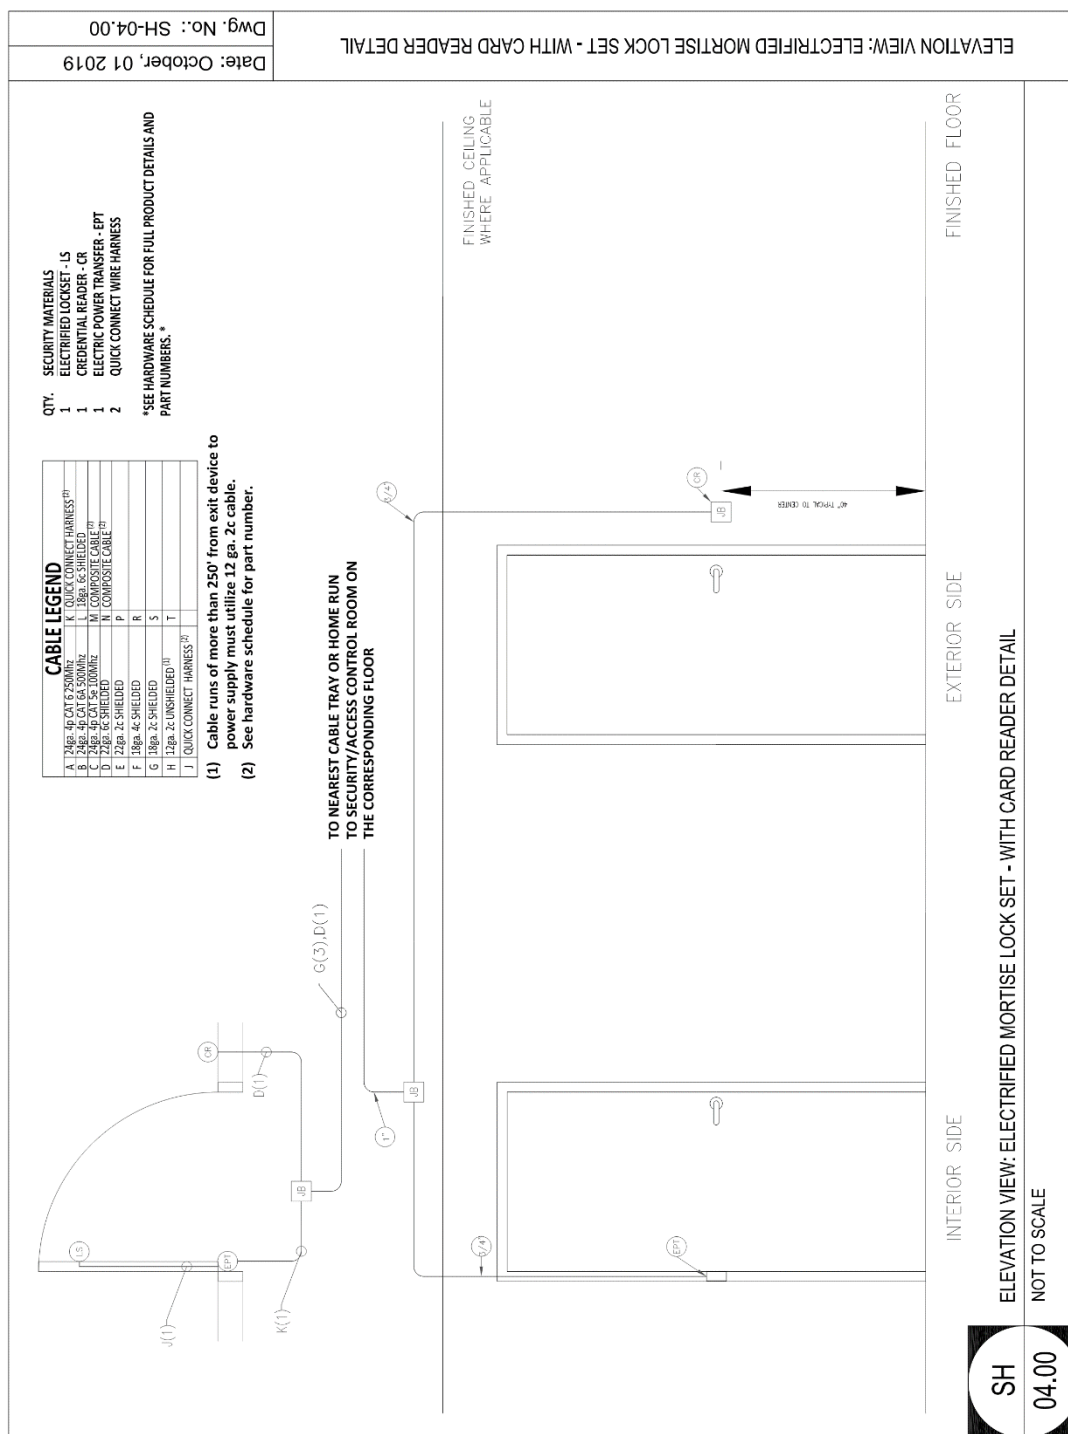 Dwg. No.: SH-04.00
Date: October, 01 2019
ELEVATION VIEW: ELECTRIFIED MORTISE LOCK SET - WITH CARD READER DETAIL
CABLE LEGEND
A 24ga. 4p CAT 6 250Mhz K QUICK CONNECT HARNESS (2)
B 24ga. 4p CAT 6A 500Mhz L 18ga. 6c SHIELDED
C 24ga. 4p CAT 5e 100Mhz M COMPOSITE CABLE (2)
D 22ga. 6c SHIELDED N COMPOSITE CABLE (2)
E 22ga. 2c SHIELDED P
F 18ga. 4c SHIELDED R
G 18ga. 2c SHIELDED S
H 12ga. 2c UNSHIELDED (1) T
J QUICK CONNECT HARNESS (2)
(1) Cable runs of more than 250' from exit device to
power supply must utilize 12 ga. 2c cable.
(2) See hardware schedule for part number.
QTY. SECURITY MATERIALS
1 ELECTRIFIED LOCKSET - LS
1 CREDENTIAL READER - CR
1 ELECTRIC POWER TRANSFER - EPT
2 QUICK CONNECT WIRE HARNESS
*SEE HARDWARE SCHEDULE FOR FULL PRODUCT DETAILS AND
PART NUMBERS. *
LS
J(1)
EPT
K(1)
JB
CR
D(1)
G(3),D(1)
TO NEAREST CABLE TRAY OR HOME RUN
TO SECURITY/ACCESS CONTROL ROOM ON
THE CORRESPONDING FLOOR
1"
JB
3/4"
3/4"
FINISHED CEILING
WHERE APPLICABLE
EPT
CR
JB
40" TYPICAL TO CENTER
INTERIOR SIDE
EXTERIOR SIDE
FINISHED FLOOR
SH
04.00
ELEVATION VIEW: ELECTRIFIED MORTISE LOCK SET - WITH CARD READER DETAIL
NOT TO SCALE